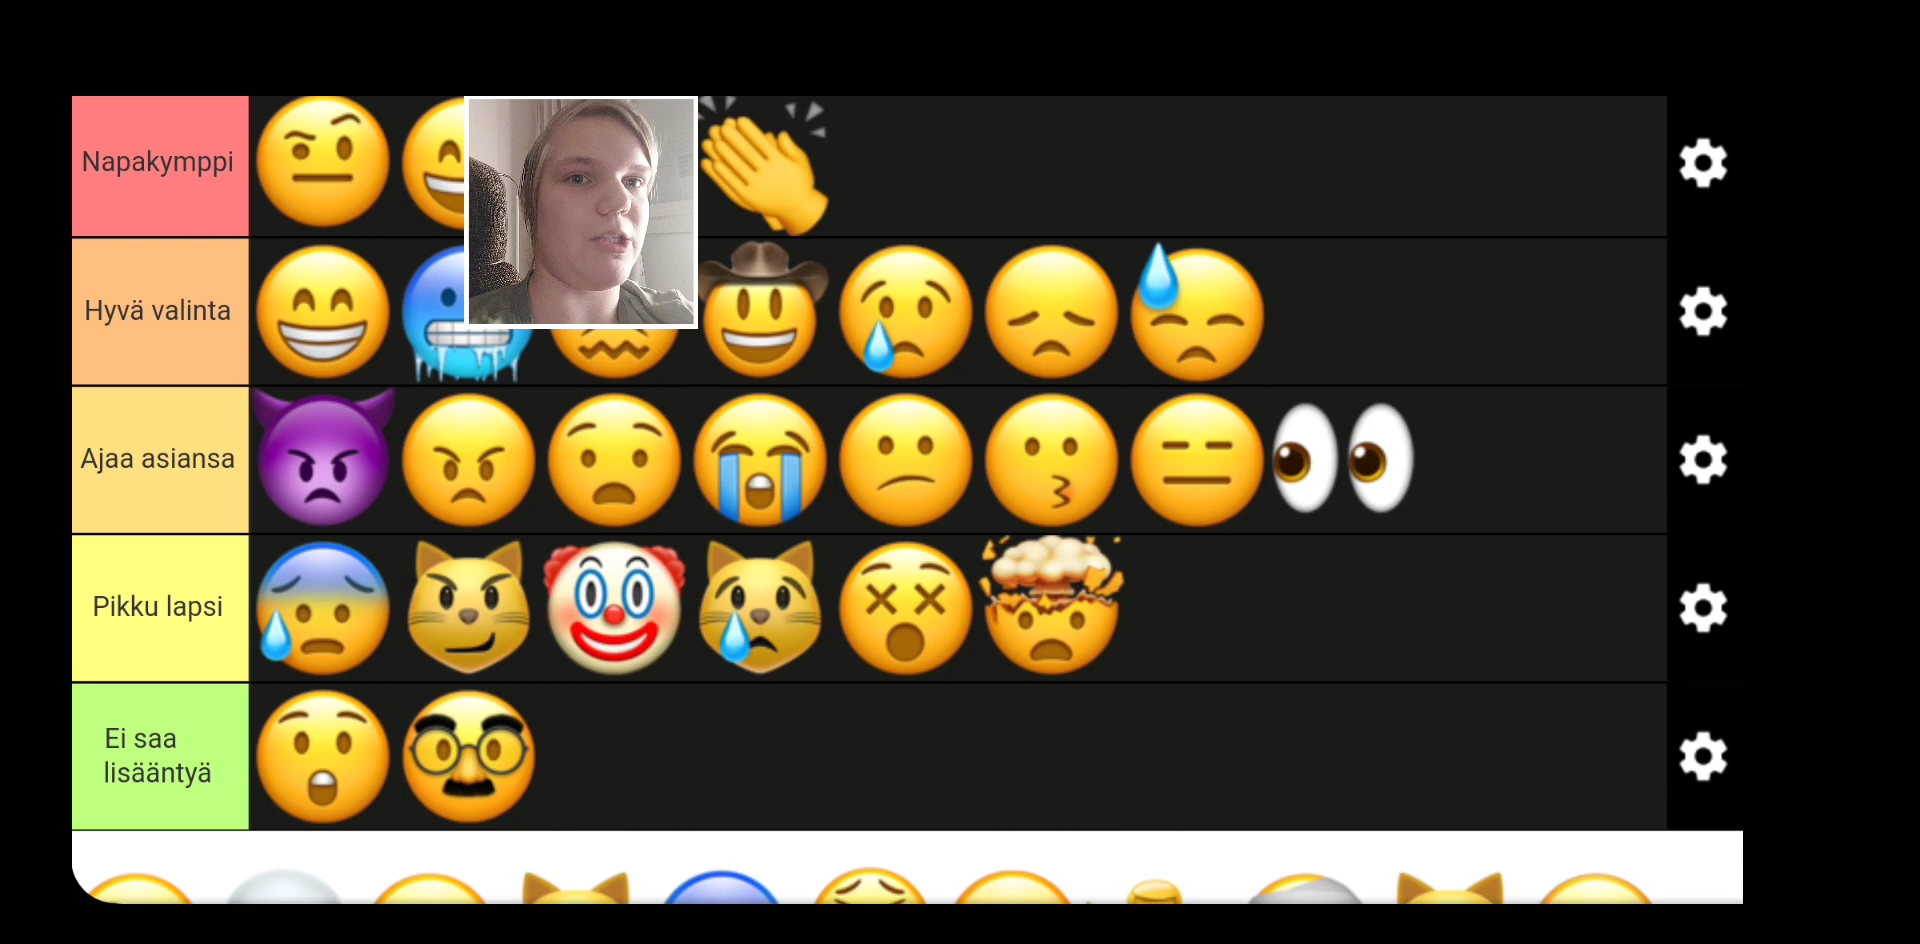 Napakymppi
Hyvä valinta
Ajaa asiansa
Pikku lapsi
Ei saa
lisääntyä